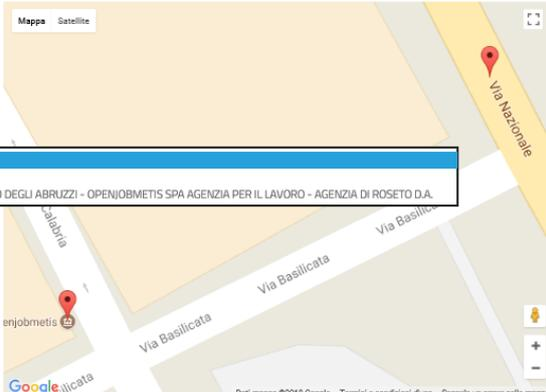 Mappa Satellite
Via Nazionale
DEGLI ABRUZZI - OPENJOBMETIS SPA AGENZIA PER IL LAVORO - AGENZIA DI ROSETO D.A.
Calabria
Via Basilicata
Via Basilicata
enjobmetis
Via Basilicata
Google